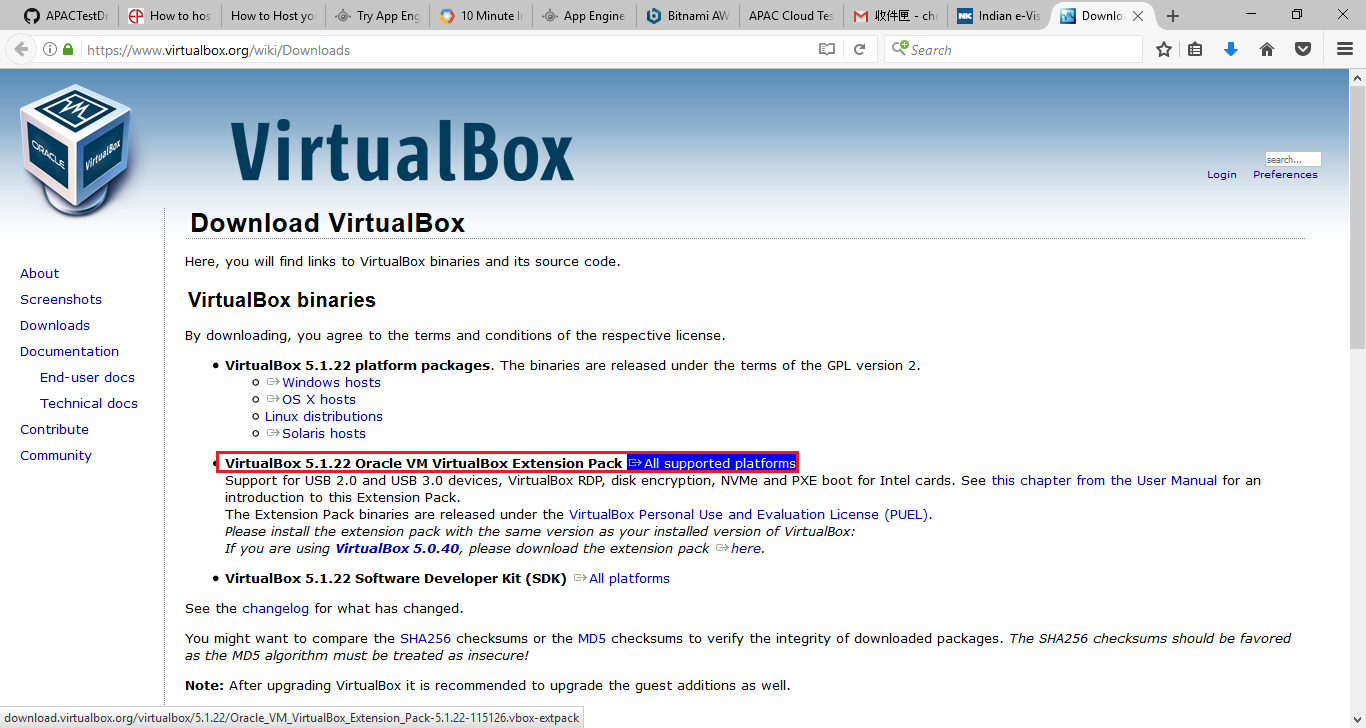 APACTestDr
How to hos
How to Host yo
Try App Eng
10 Minute I
App Engine
Bitnami AW
APAC Cloud Tes
收件匣 - ch
Indian e-Vis
Downlo
https://www.virtualbox.org/wiki/Downloads
Search
ORACLE
VirtualBox
VirtualBox
search...
Login Preferences
Download VirtualBox
Here, you will find links to VirtualBox binaries and its source code.
About
Screenshots
Downloads
Documentation
End-user docs
Technical docs
Contribute
Community
VirtualBox binaries
By downloading, you agree to the terms and conditions of the respective license.
• VirtualBox 5.1.22 platform packages. The binaries are released under the terms of the GPL version 2.
Windows hosts
OS X hosts
Linux distributions
Solaris hosts
• VirtualBox 5.1.22 Oracle VM VirtualBox Extension Pack All supported platforms
Support for USB 2.0 and USB 3.0 devices, VirtualBox RDP, disk encryption, NVMe and PXE boot for Intel cards. See this chapter from the User Manual for an
introduction to this Extension Pack.
The Extension Pack binaries are released under the VirtualBox Personal Use and Evaluation License (PUEL).
Please install the extension pack with the same version as your installed version of VirtualBox:
If you are using VirtualBox 5.0.40, please download the extension pack here.
• VirtualBox 5.1.22 Software Developer Kit (SDK) All platforms
See the changelog for what has changed.
You might want to compare the SHA256 checksums or the MD5 checksums to verify the integrity of downloaded packages. The SHA256 checksums should be favored
as the MD5 algorithm must be treated as insecure!
Note: After upgrading VirtualBox it is recommended to upgrade the guest additions as well.
download.virtualbox.org/virtualbox/5.1.22/Oracle_VM_VirtualBox_Extension_Pack-5.1.22-115126.vbox-extpack